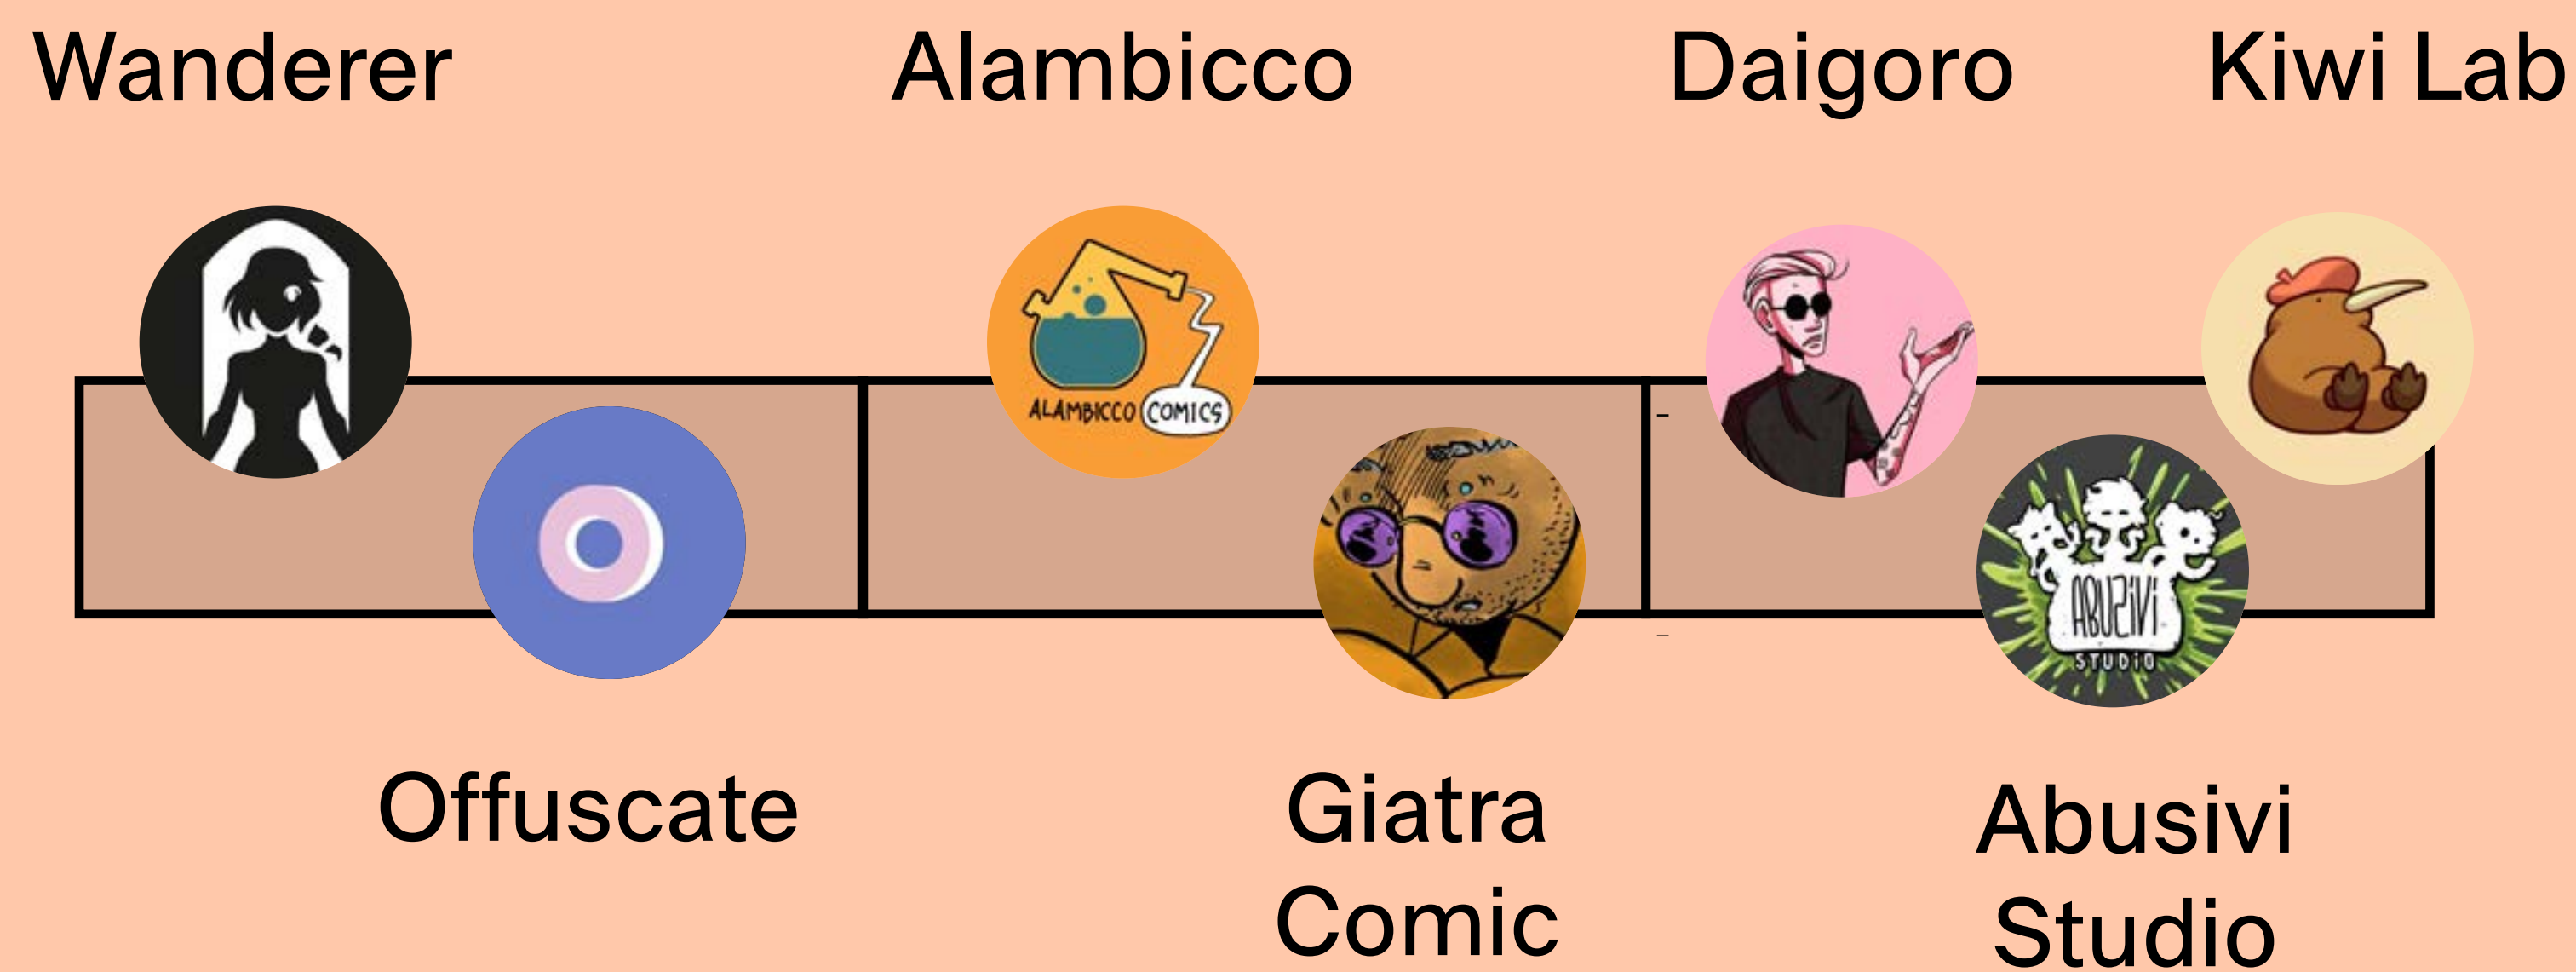 Wanderer
Alambicco
Daigoro
Kiwi Lab
ALAMBICCO COMICS
ABUSIVI
STUDIO
Offuscate
Giatra
Comic
Abusivi
Studio